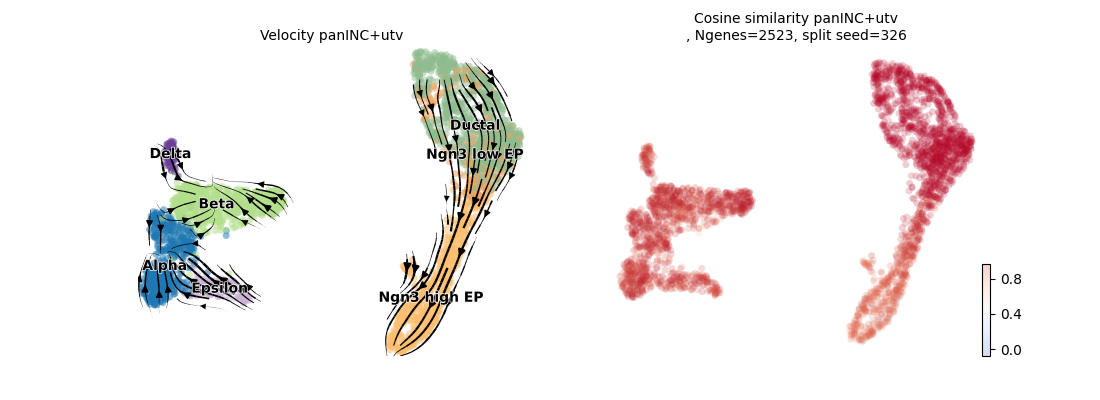 Velocity panINC+utv
Cosine similarity panINC+utv
, Ngenes=2523, split seed=326
Ductal
Delta
Ngn3 low EP
Beta
Alpha
Epsilon
Ngn3 high EP
0.8
0.4
0.0